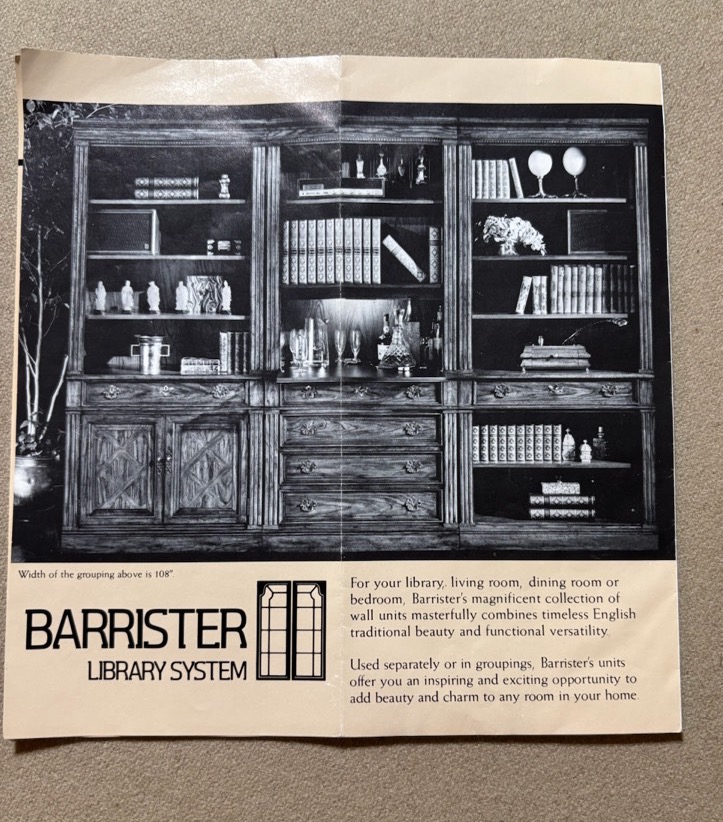 Width of the grouping above is 108".
BARRISTER
LIBRARY SYSTEM
For your library, living room, dining room or
bedroom, Barrister's magnificent collection of
wall units masterfully combines timeless English
traditional beauty and functional versatility.
Used separately or in groupings, Barrister's units
offer you an inspiring and exciting opportunity to
add beauty and charm to any room in your home.